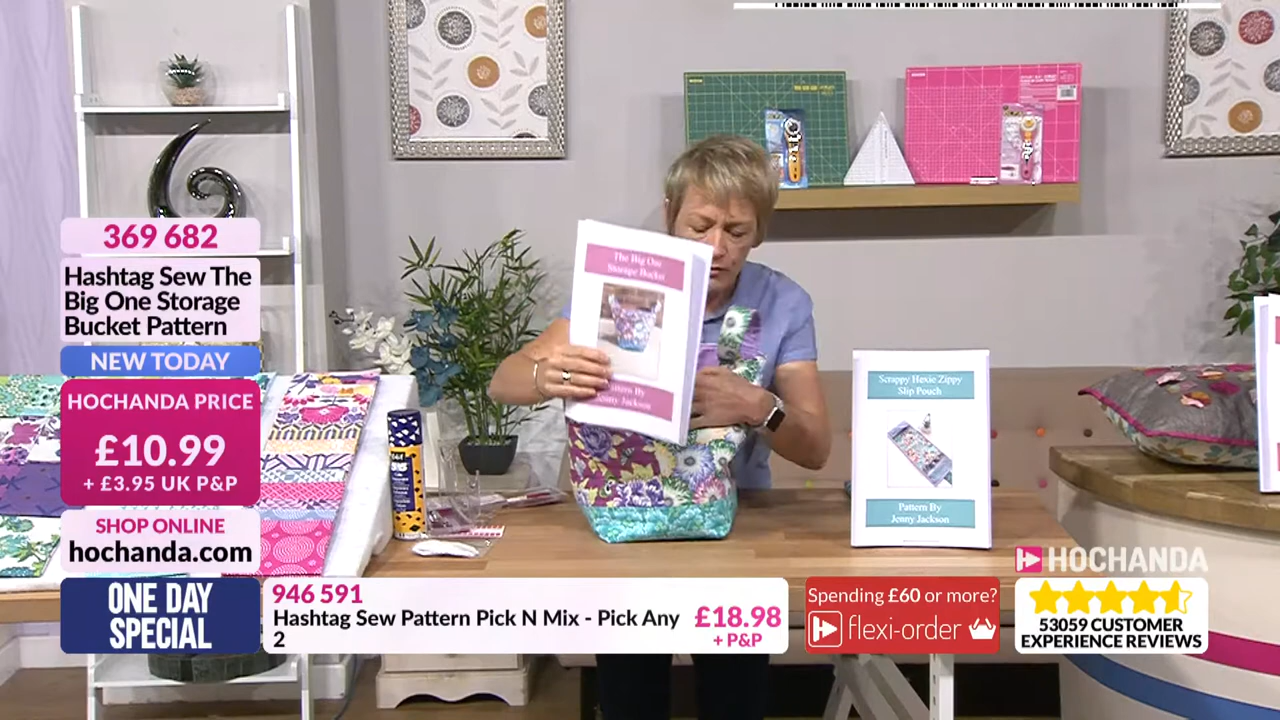 369 682
Hashtag Sew The
Big One Storage
Bucket Pattern
NEW TODAY
HOCHANDA PRICE
£10.99
+ £3.95 UK P&P
SHOP ONLINE
hochanda.com
The Big One
Storage Bucket
Pattern By
Jenny Jackson
Scrappy Hexie Zippy
Slip Pouch
Pattern By
Jenny Jackson
HOCHANDA
ONE DAY
SPECIAL
946 591
Hashtag Sew Pattern Pick N Mix - Pick Any
2
£18.98
+ P&P
Spending £60 or more?
flexi-order
53059 CUSTOMER
EXPERIENCE REVIEWS